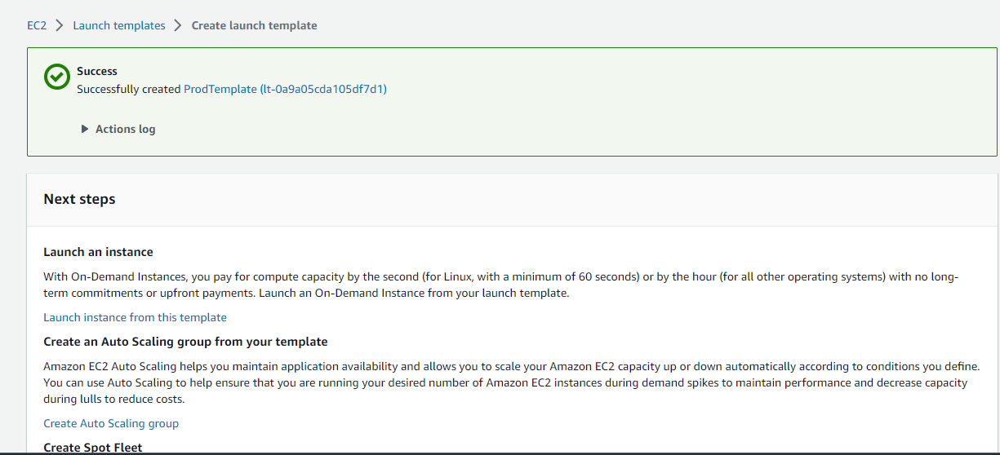 EC2 > Launch templates > Create launch template
Success
Successfully created ProdTemplate (lt-0a9a05cda105df7d1)
Actions log
Next steps
Launch an instance
With On-Demand Instances, you pay for compute capacity by the second (for Linux, with a minimum of 60 seconds) or by the hour (for all other operating systems) with no long-
term commitments or upfront payments. Launch an On-Demand Instance from your launch template.
Launch instance from this template
Create an Auto Scaling group from your template
Amazon EC2 Auto Scaling helps you maintain application availability and allows you to scale your Amazon EC2 capacity up or down automatically according to conditions you define.
You can use Auto Scaling to help ensure that you are running your desired number of Amazon EC2 instances during demand spikes to maintain performance and decrease capacity
during lulls to reduce costs.
Create Auto Scaling group
Create Spot Fleet